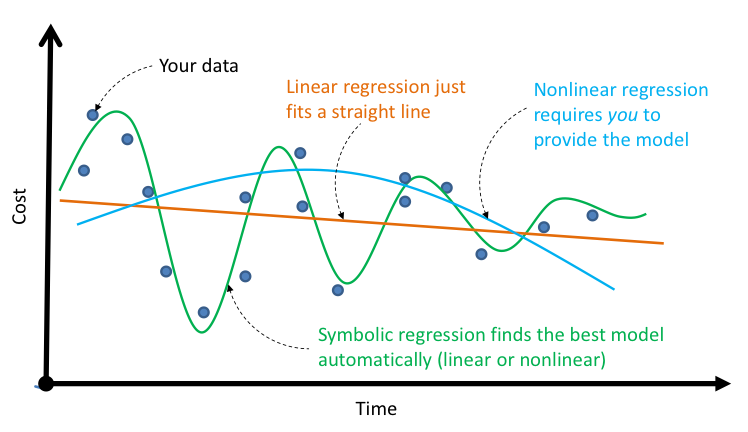 Your data
Linear regression just
fits a straight line
Nonlinear regression
requires you to
provide the model
Cost
Symbolic regression finds the best model
automatically (linear or nonlinear)
Time